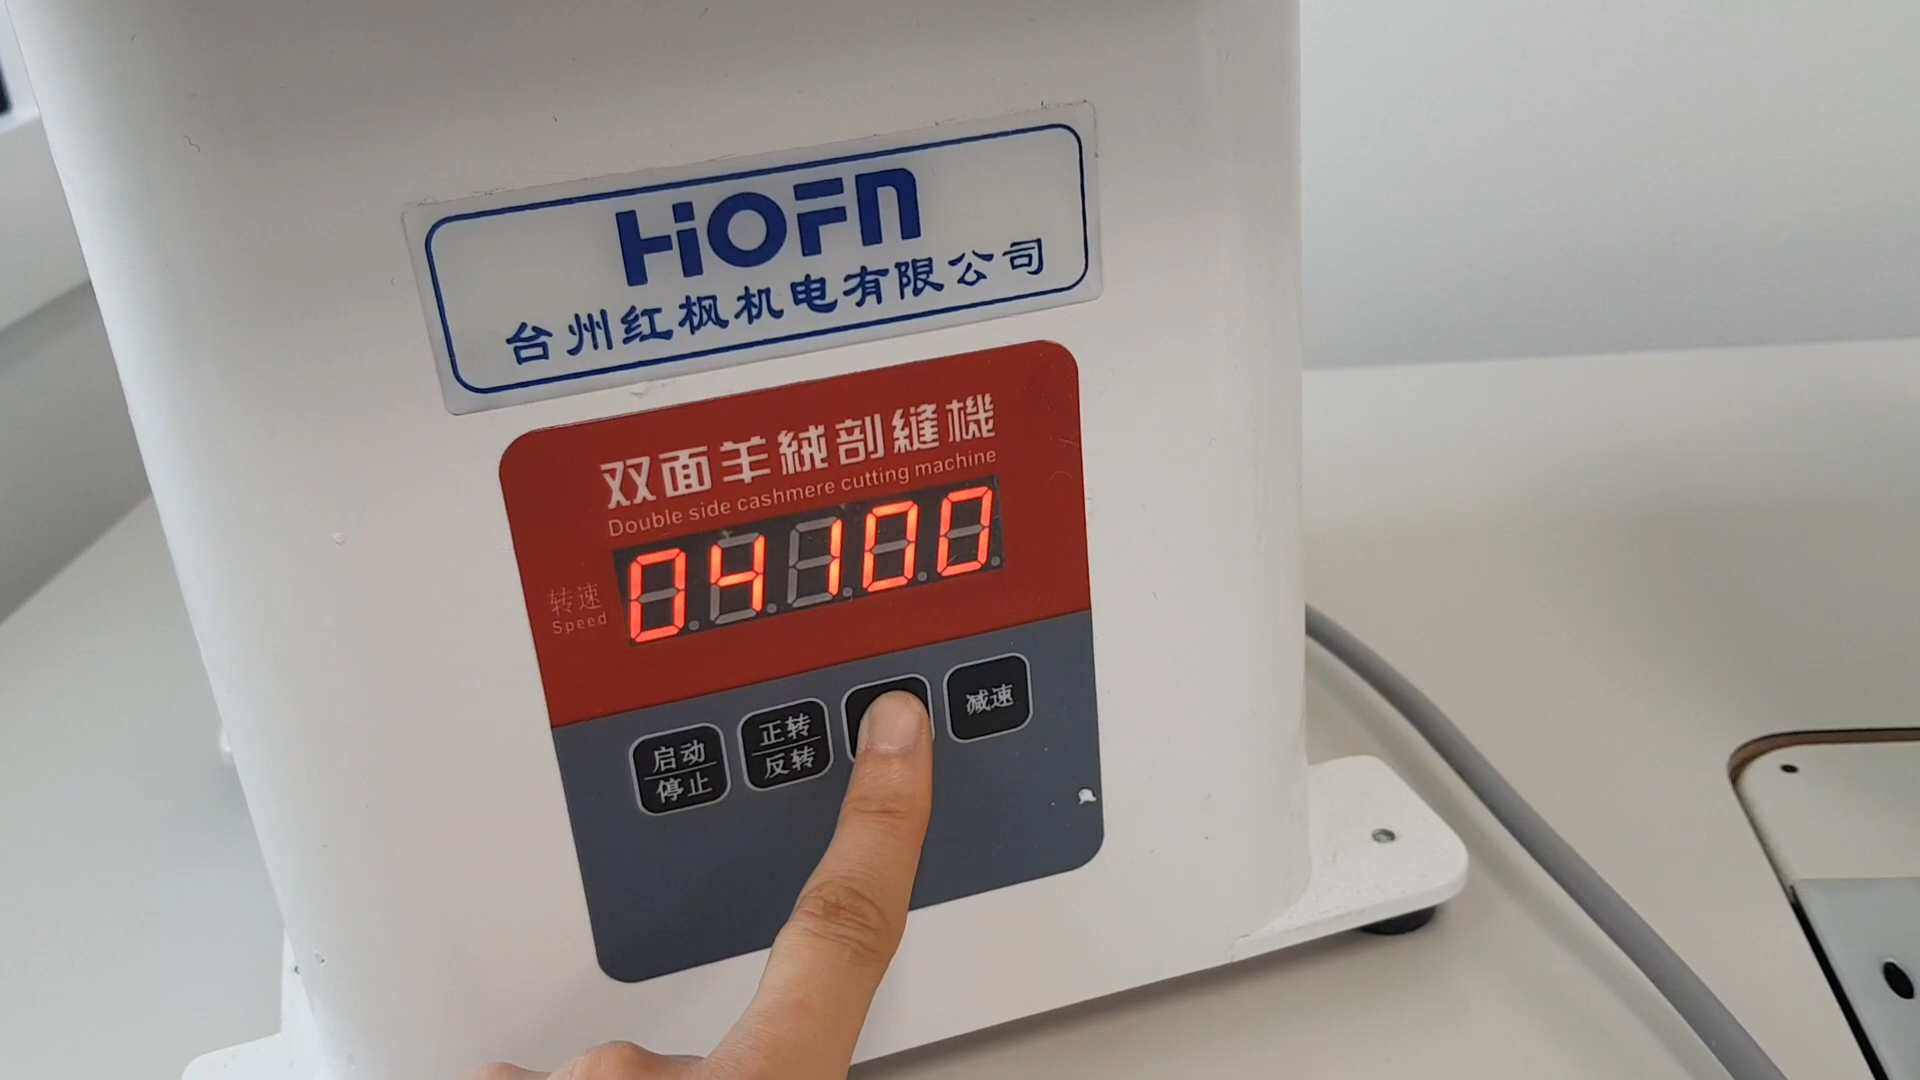 HiOFn
台州红枫机电有限公司
双面羊絨剖縫機
Double side cashmere cutting machine
转速
Speed
04100
启动
停止
正转
反转
减速